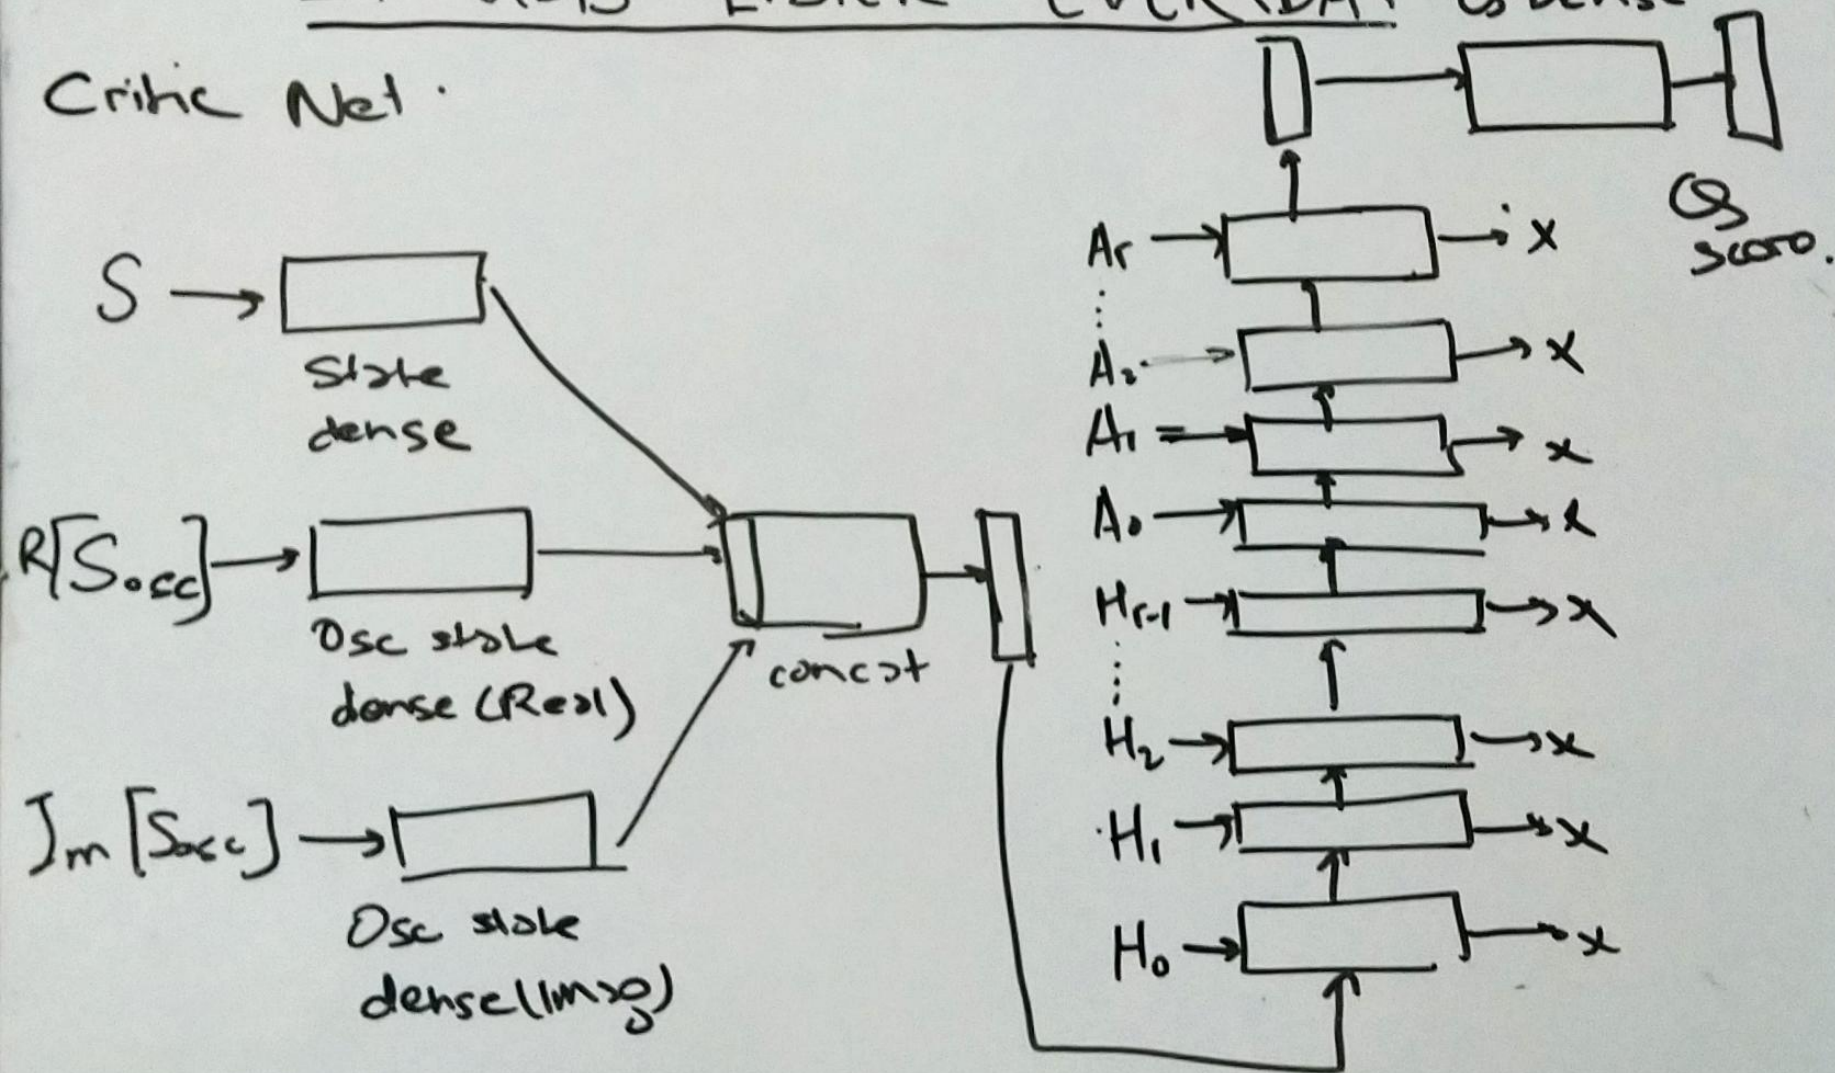 Critic Net.
S
State
dense
R[Sosc]
Osc state
dense (Real)
Im[Sosc]
Osc state
dense (Imag)
concat
Q
score.
Ar
x
A2
x
A1
x
A0
x
Hr-1
x
H2
x
H1
x
H0
x